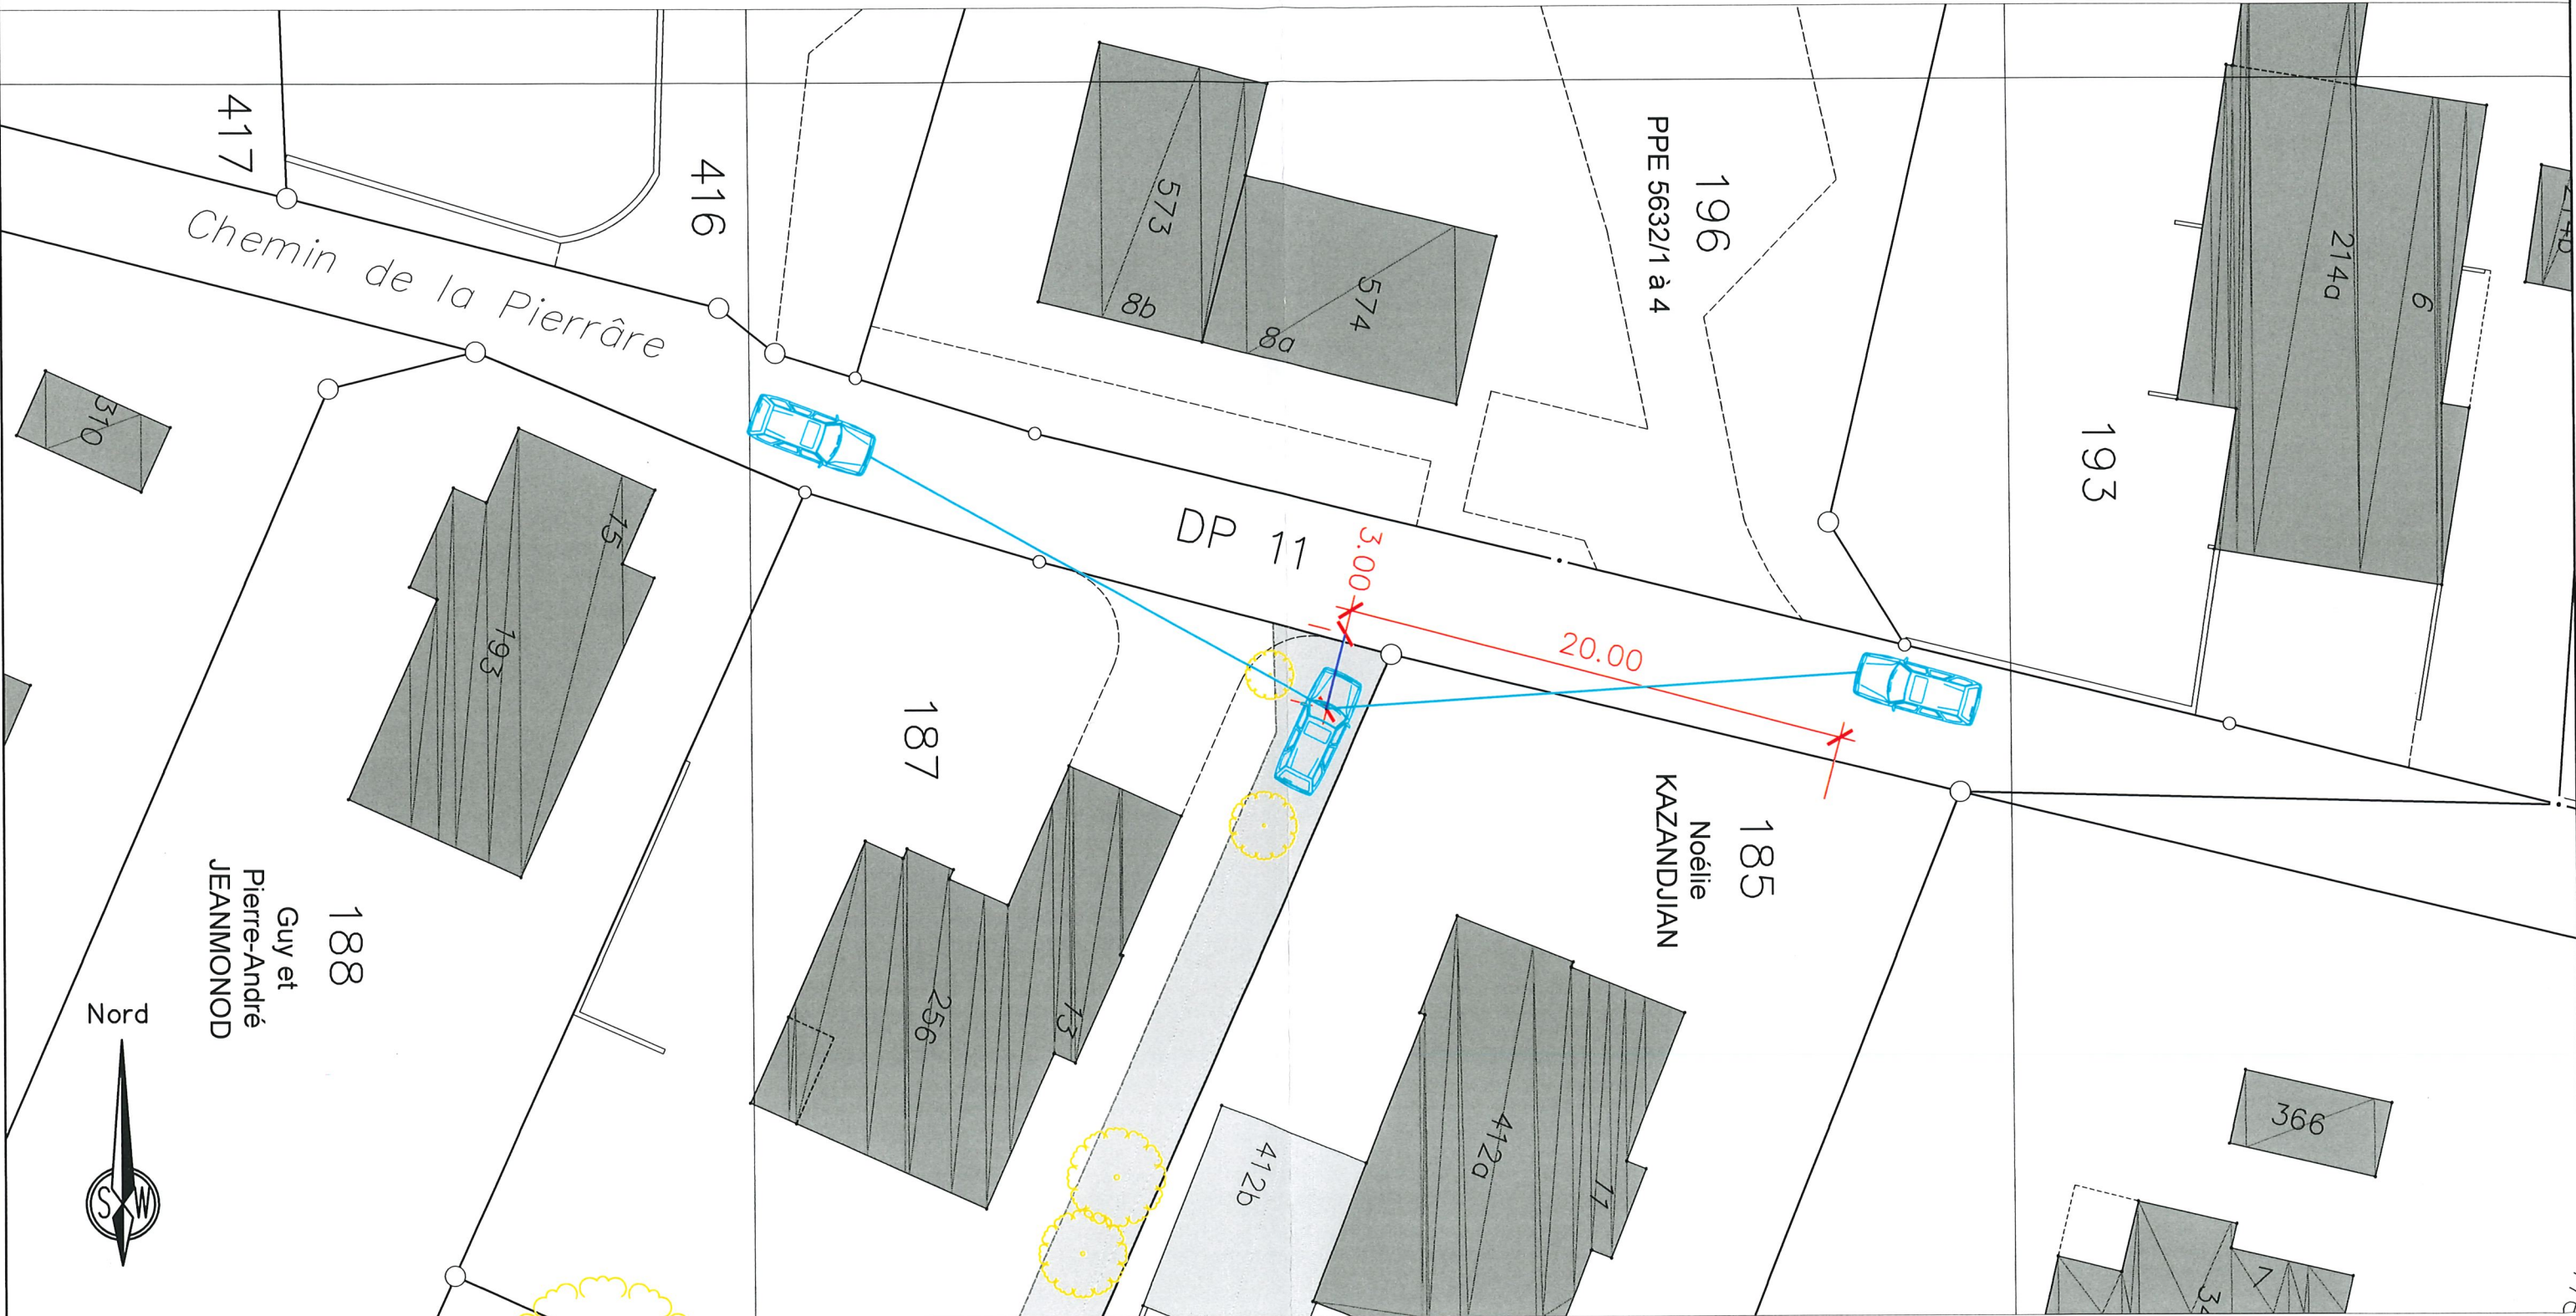 417
416
Chemin de la Pierrâre
573
8b
574
8a
196
PPE 5632/1 à 4
193
214a
6
310
15
193
DP 11
3.00
20.00
187
185
Noélie
KAZANDJIAN
188
Guy et
Pierre-André
JEANMONOD
256
13
412b
412a
11
366
7
Nord
S W